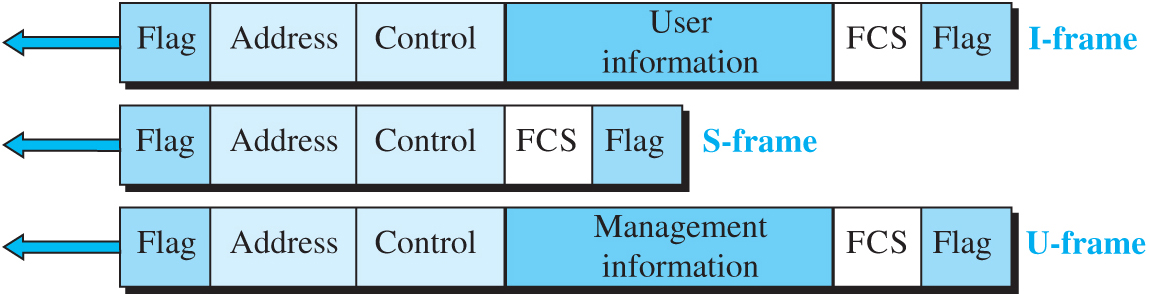 Flag Address Control User information FCS Flag I-frame
Flag Address Control FCS Flag S-frame
Flag Address Control Management information FCS Flag U-frame